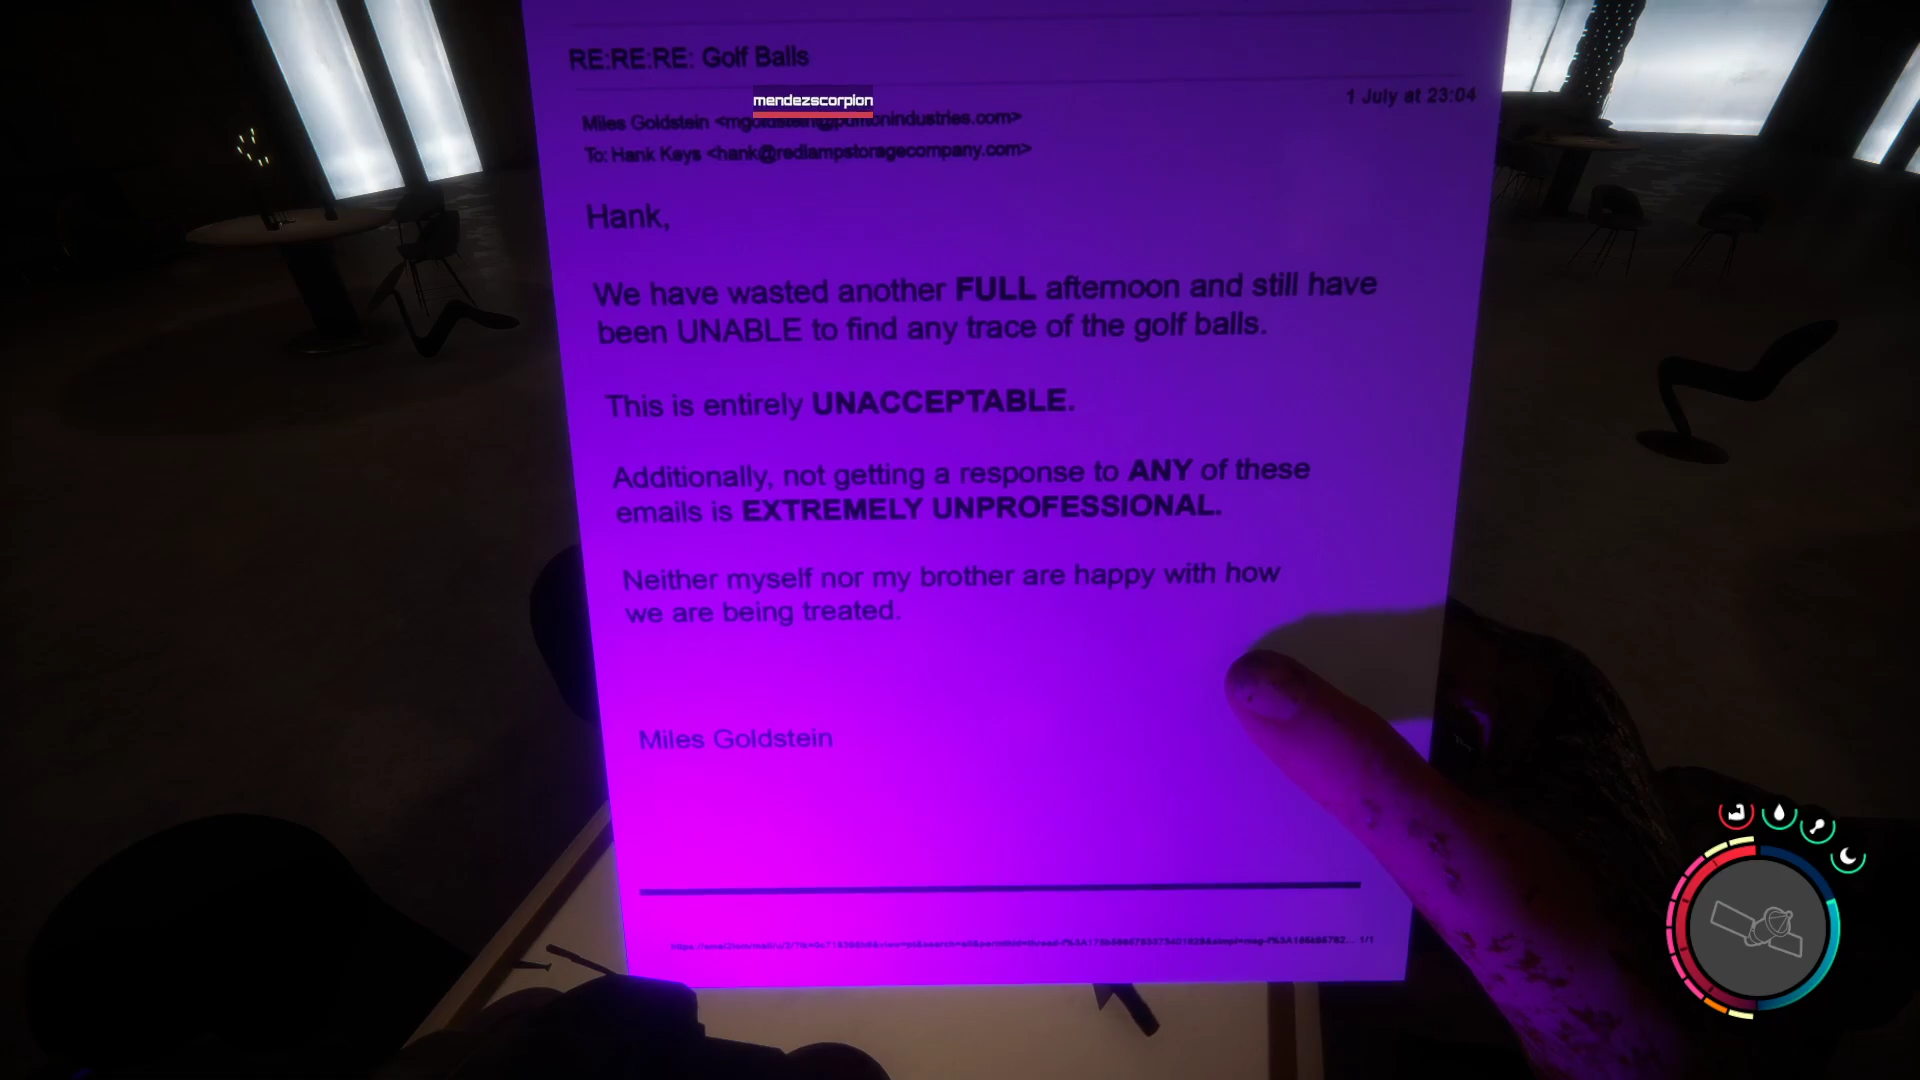 RE:RE:RE: Golf Balls
mendezscorpion
1 July at 23:04
Miles Goldstein
To: Hank Keys <hank@redlampstoragecompany.com>
Hank,
We have wasted another FULL afternoon and still have
been UNABLE to find any trace of the golf balls.
This is entirely UNACCEPTABLE.
Additionally, not getting a response to ANY of these
emails is EXTREMELY UNPROFESSIONAL.
Neither myself nor my brother are happy with how
we are being treated.
Miles Goldstein
1/1